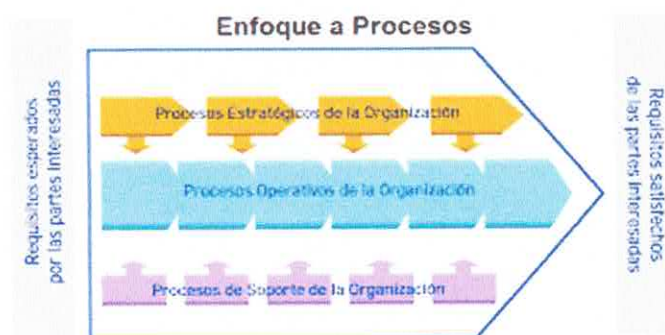 Enfoque a Procesos
Requisitos esperados
por las partes interesadas
Procesos Estratégicos de la Organización
Procesos Operativos de la Organización
Procesos de Soporte de la Organización
Requisitos satisfechos
de las partes interesadas